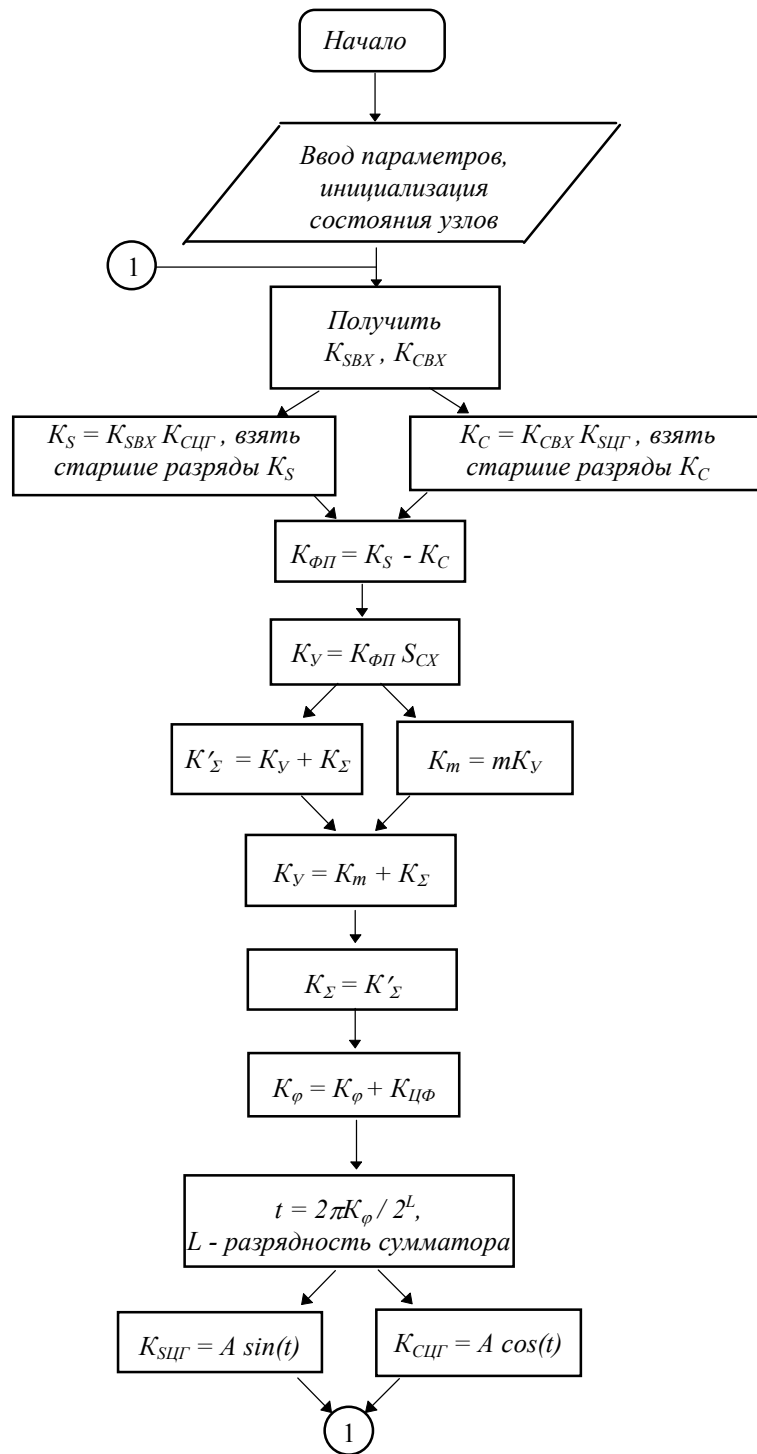 Начало
Ввод параметров,
инициализация
состояния узлов
1
Получить
K_SВХ , K_CВХ
K_S = K_SВХ K_CЦГ , взять
старшие разряды K_S
K_C = K_CВХ K_SЦГ , взять
старшие разряды K_C
K_ФП = K_S - K_C
K_У = K_ФП S_СХ
K′_Σ = K_У + K_Σ
K_m = mK_У
K_У = K_m + K_Σ
K_Σ = K′_Σ
K_φ = K_φ + K_ЦФ
t = 2πK_φ / 2^L,
L - разрядность сумматора
K_SЦГ = A sin(t)
K_CЦГ = A cos(t)
1